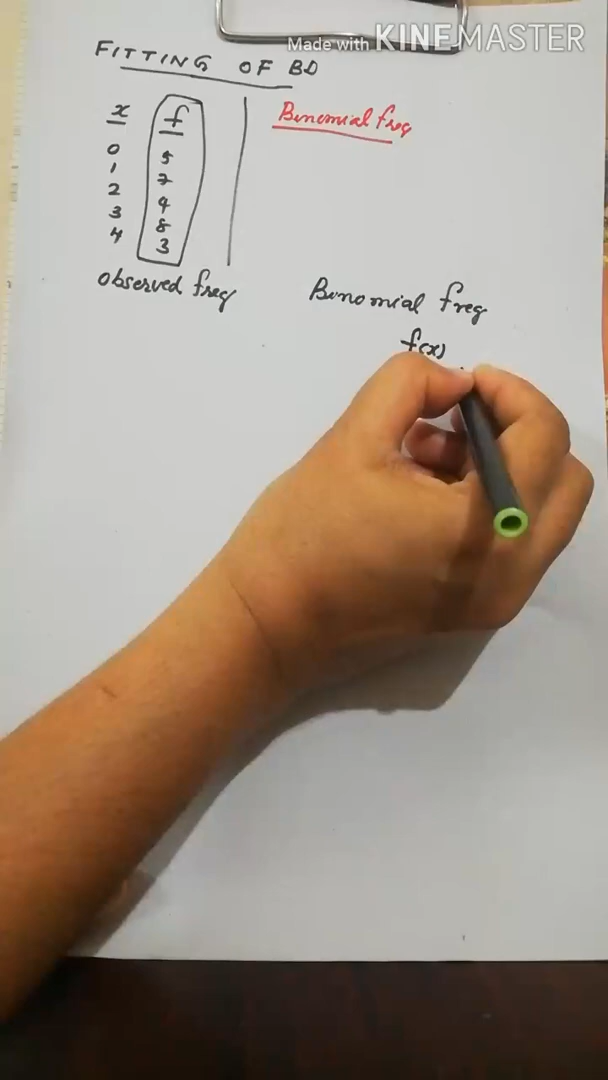 Made with KINEMASTER
FITTING OF BD
x f Binomial freq
0 5
1 7
2 4
3 8
4 3
observed freq Binomial freq
f(x)